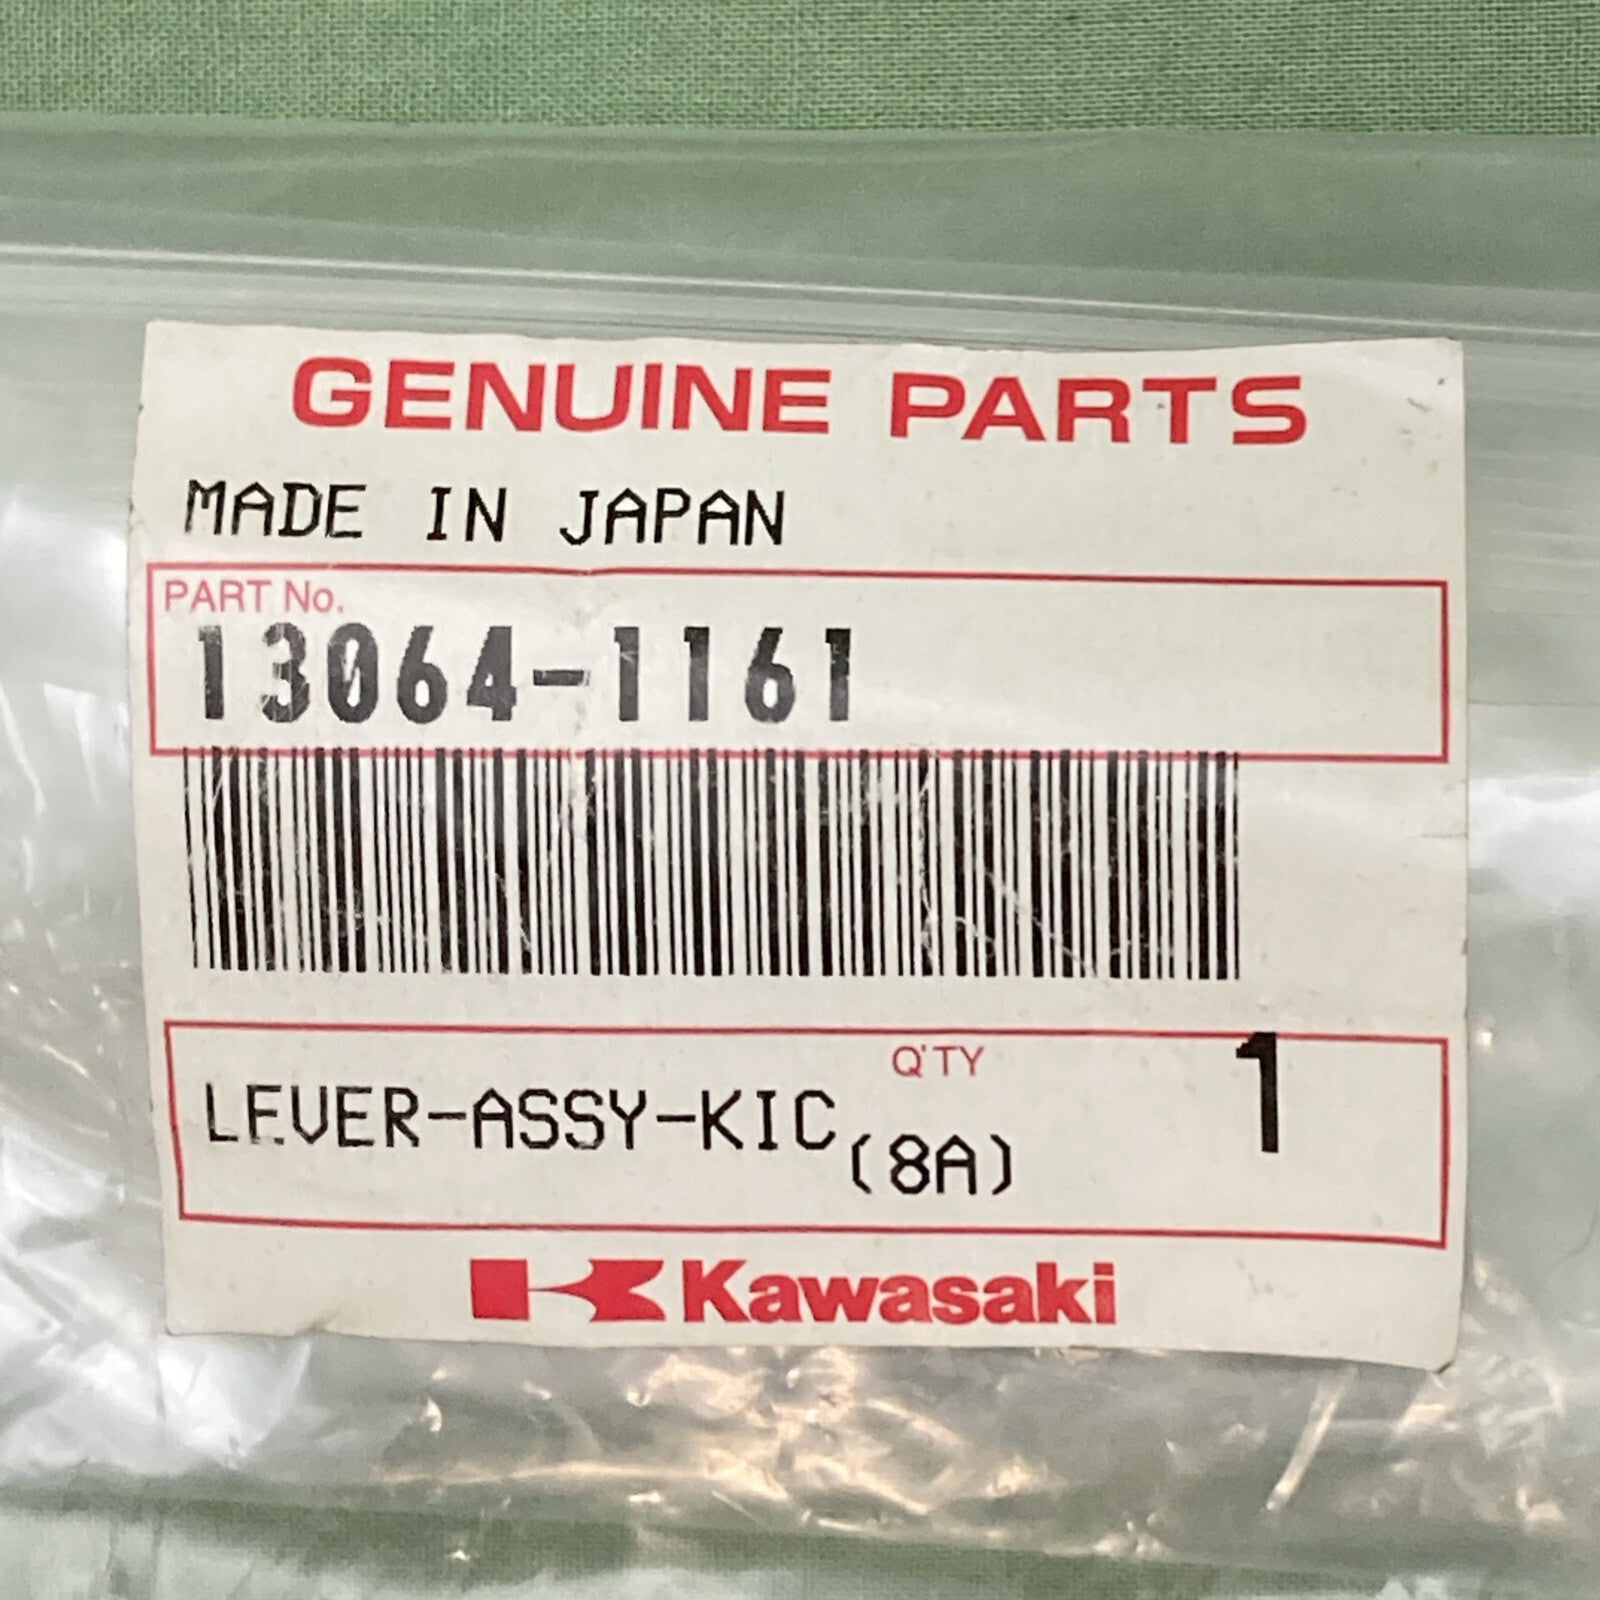 GENUINE PARTS
MADE IN JAPAN
PART No.
13064-1161
Q'TY 1
LEVER-ASSY-KIC
(8A)
Kawasaki